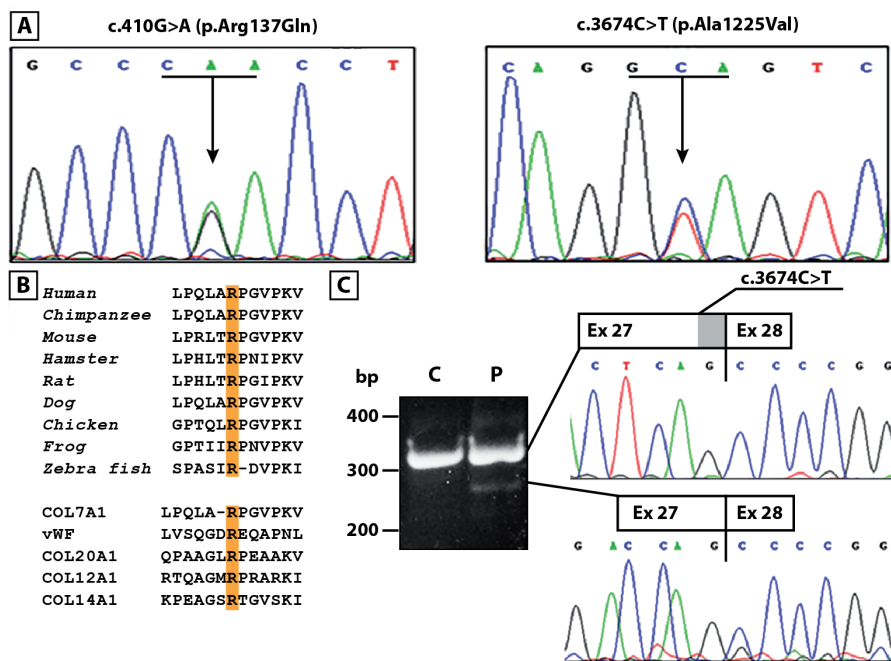 A
c.410G>A (p.Arg137Gln)
G C C C A A C C T
c.3674C>T (p.Ala1225Val)
C A G G C A G T C
B
Human LPQLARPGVPKV
Chimpanzee LPQLARPGVPKV
Mouse LPRLTRPGVPKV
Hamster LPHLTRPNIPKV
Rat LPHLTRPGIPKV
Dog LPQLARPGVPKV
Chicken GPTQLRPGVPKI
Frog GPTIIRPNVPKV
Zebra fish SPASIR-DVPKI
COL7A1 LPQLA-RPGVPKV
vWF LVSQGDREQAPNL
COL20A1 QPAAGLRPEAAKV
COL12A1 RTQAGMRPRARKI
COL14A1 KPEAGSRTGVSKI
C
c.3674C>T
Ex 27 Ex 28
C T C A G C C C C G G
bp C P
400
300
200
Ex 27 Ex 28
G A C C A G C C C C G G